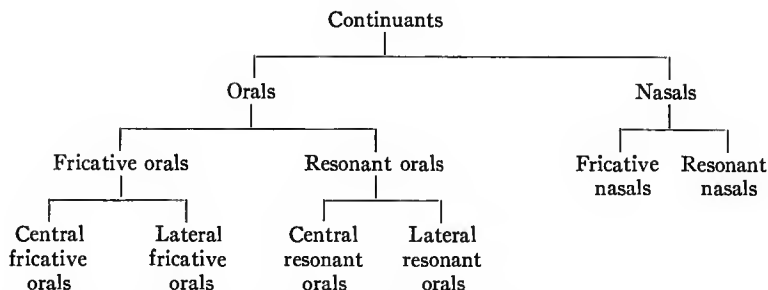 Continuants
Orals
Nasals
Fricative orals
Resonant orals
Fricative
nasals
Resonant
nasals
Central
fricative
orals
Lateral
fricative
orals
Central
resonant
orals
Lateral
resonant
orals